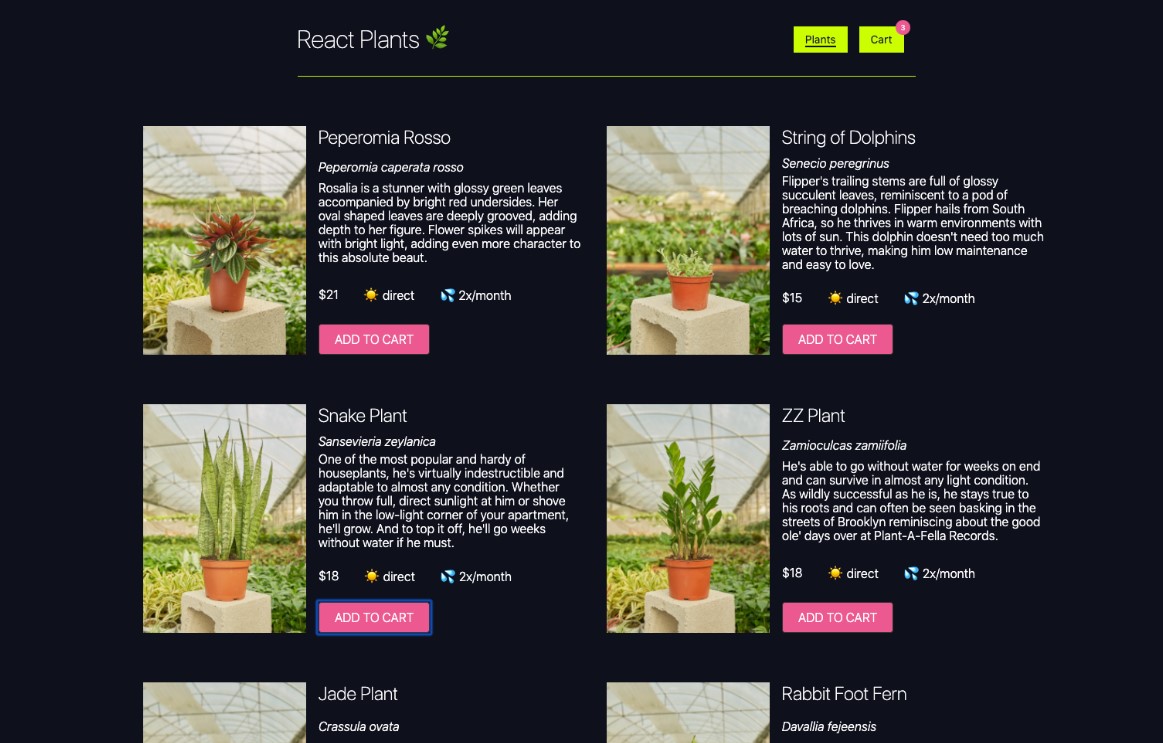 React Plants 🌿
Plants
Cart
3
Peperomia Rosso
Peperomia caperata rosso
Rosalia is a stunner with glossy green leaves
accompanied by bright red undersides. Her
oval shaped leaves are deeply grooved, adding
depth to her figure. Flower spikes will appear
with bright light, adding even more character to
this absolute beaut.
$21 ☀️ direct 💦 2x/month
ADD TO CART
String of Dolphins
Senecio peregrinus
Flipper's trailing stems are full of glossy
succulent leaves, reminiscent to a pod of
breaching dolphins. Flipper hails from South
Africa, so he thrives in warm environments with
lots of sun. This dolphin doesn't need too much
water to thrive, making him low maintenance
and easy to love.
$15 ☀️ direct 💦 2x/month
ADD TO CART
Snake Plant
Sansevieria zeylanica
One of the most popular and hardy of
houseplants, he's virtually indestructible and
adaptable to almost any condition. Whether
you throw full, direct sunlight at him or shove
him in the low-light corner of your apartment,
he'll grow. And to top it off, he'll go weeks
without water if he must.
$18 ☀️ direct 💦 2x/month
ADD TO CART
ZZ Plant
Zamioculcas zamiifolia
He's able to go without water for weeks on end
and can survive in almost any light condition.
As wildly successful as he is, he stays true to
his roots and can often be seen basking in the
streets of Brooklyn reminiscing about the good
ole' days over at Plant-A-Fella Records.
$18 ☀️ direct 💦 2x/month
ADD TO CART
Jade Plant
Crassula ovata
Rabbit Foot Fern
Davallia fejeensis